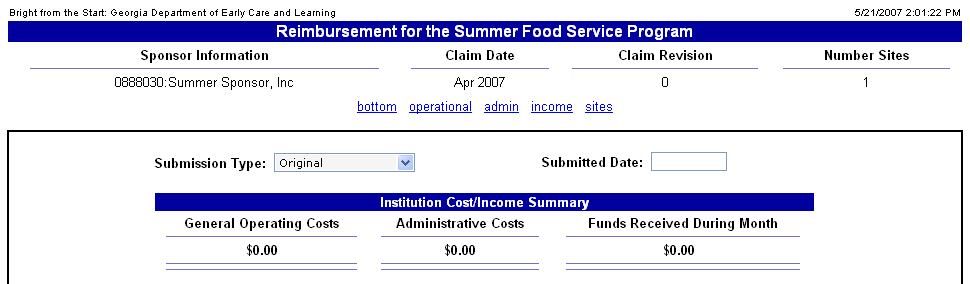 Bright from the Start: Georgia Department of Early Care and Learning 5/21/2007 2:01:22 PM
Reimbursement for the Summer Food Service Program
Sponsor Information Claim Date Claim Revision Number Sites
0888030:Summer Sponsor, Inc Apr 2007 0 1
bottom operational admin income sites
Submission Type: Original Submitted Date:
Institution Cost/Income Summary
General Operating Costs Administrative Costs Funds Received During Month
$0.00 $0.00 $0.00